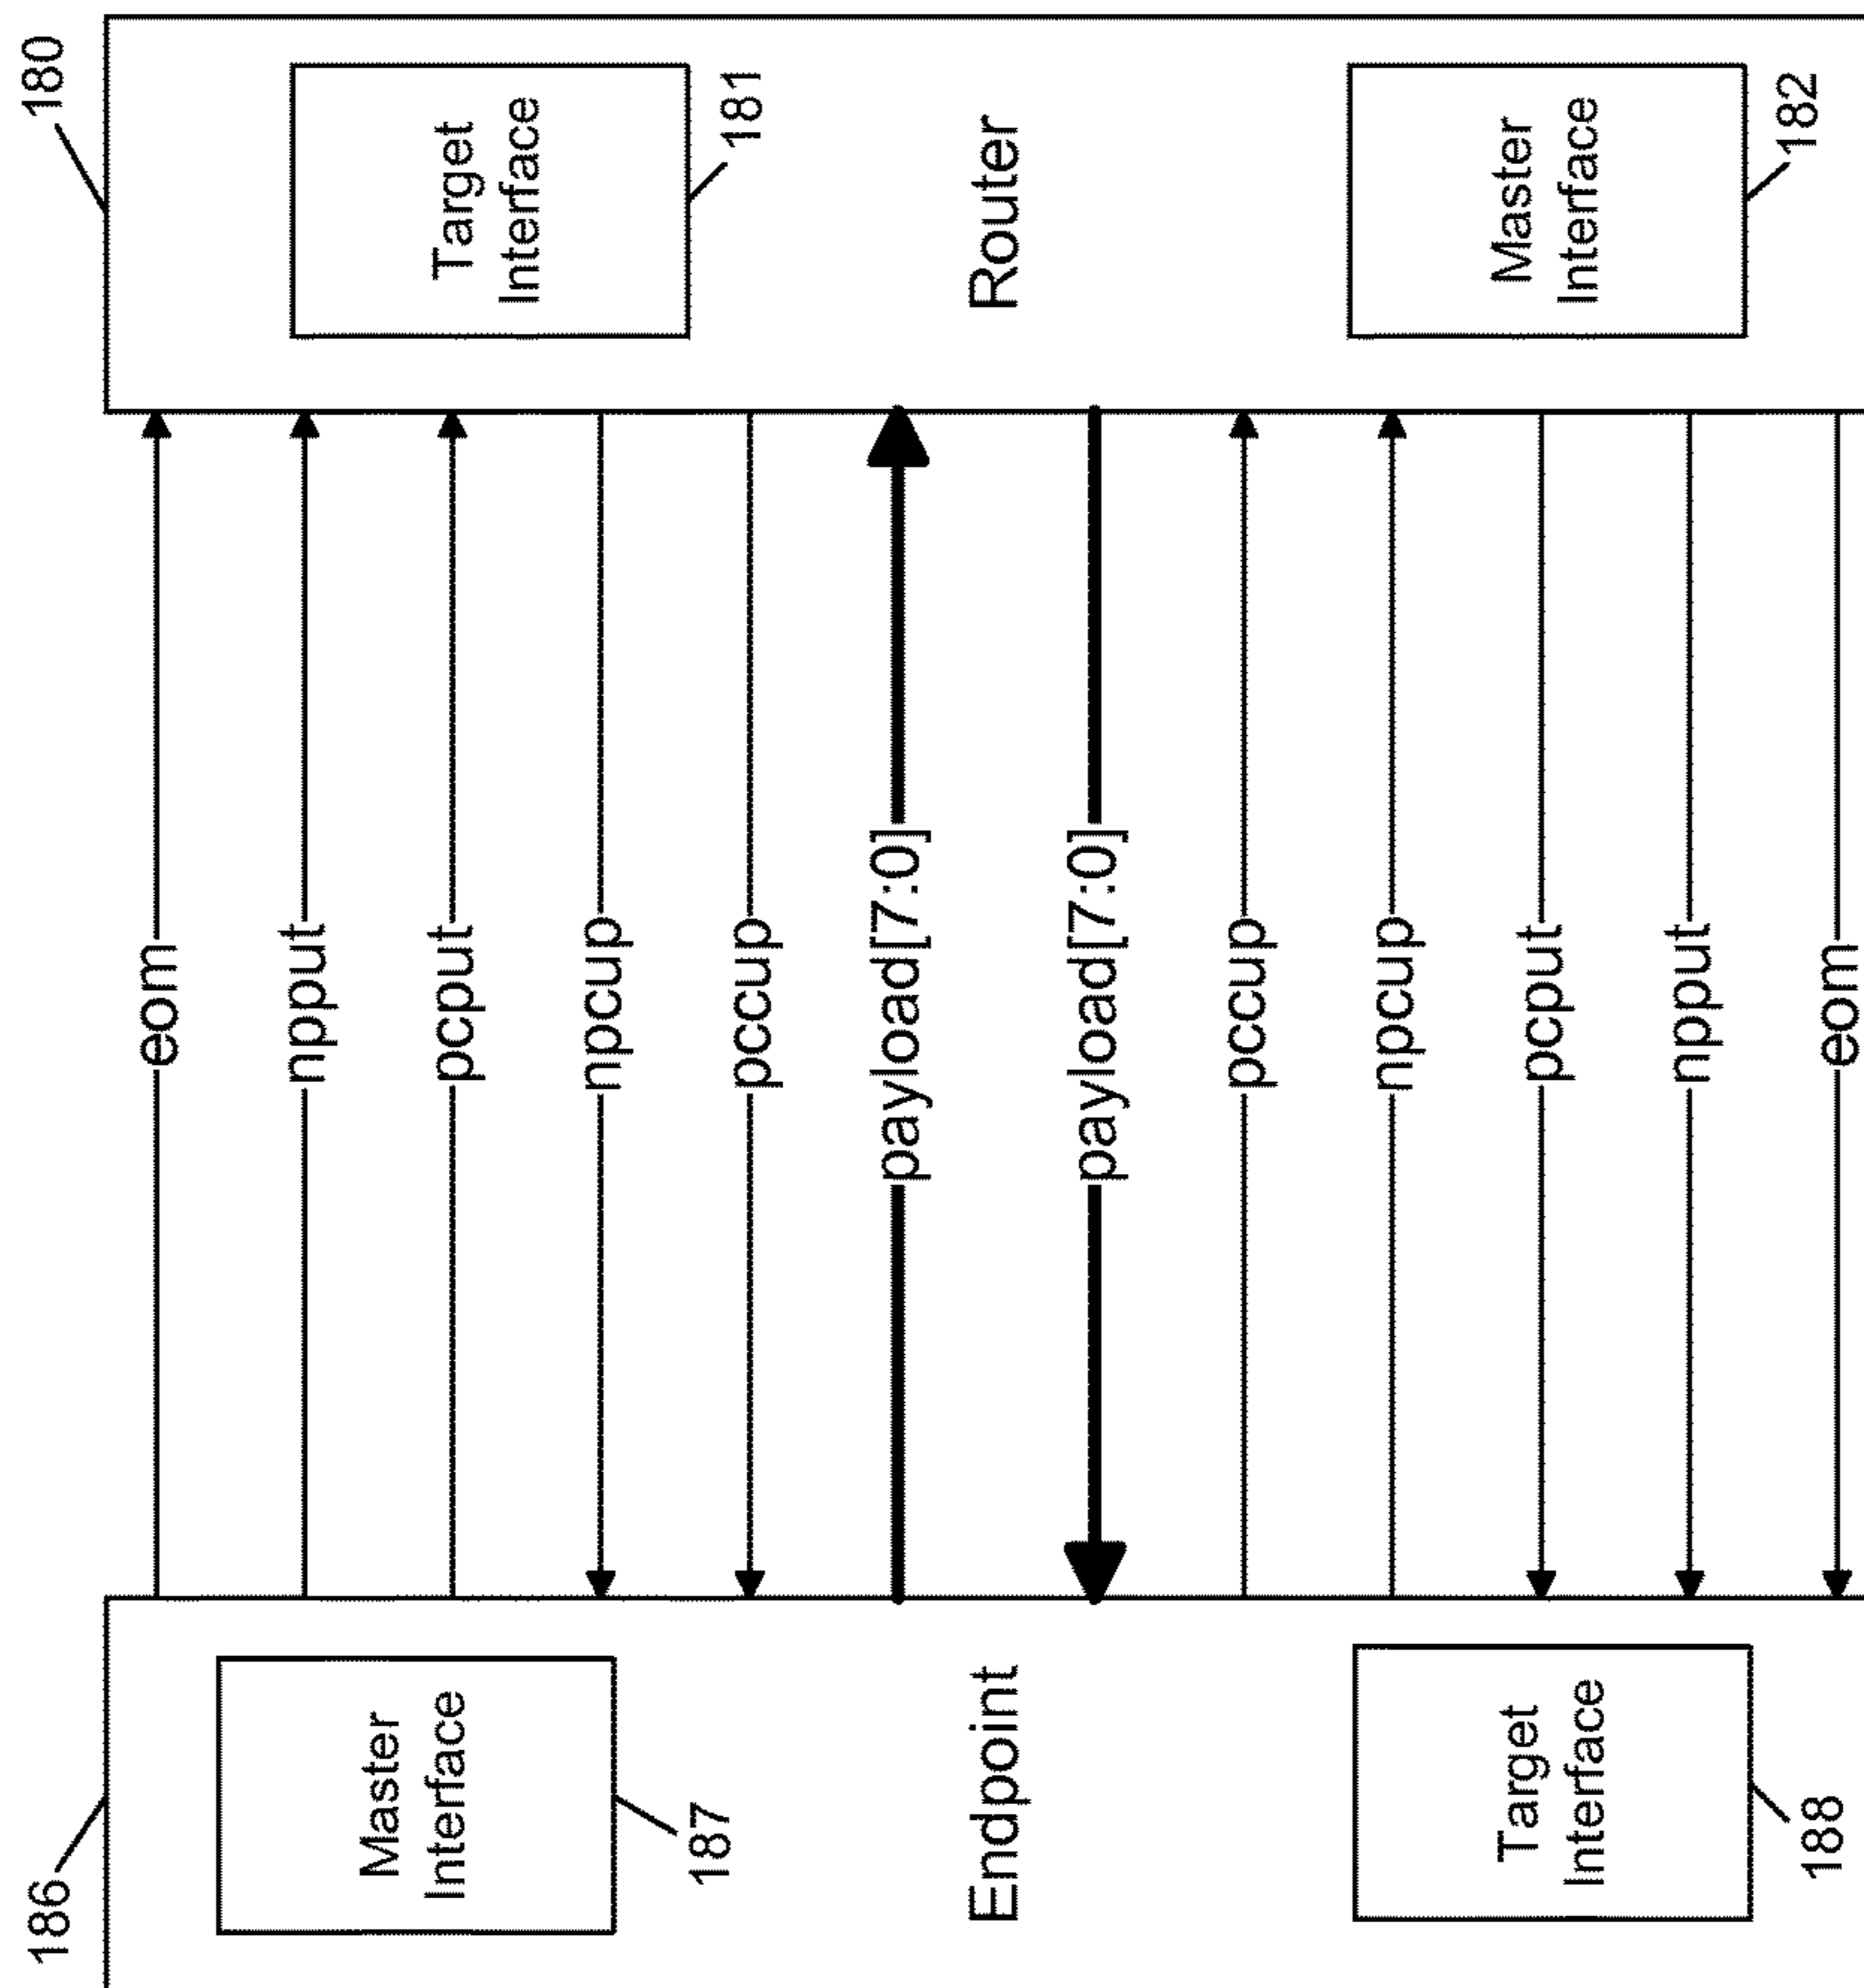 186
180
Master
Interface
187
Endpoint
Target
Interface
188
eom
npput
pcput
npcup
pccup
payload[7:0]
payload[7:0]
pccup
npcup
pcput
npput
eom
Target
Interface
181
Router
Master
Interface
182